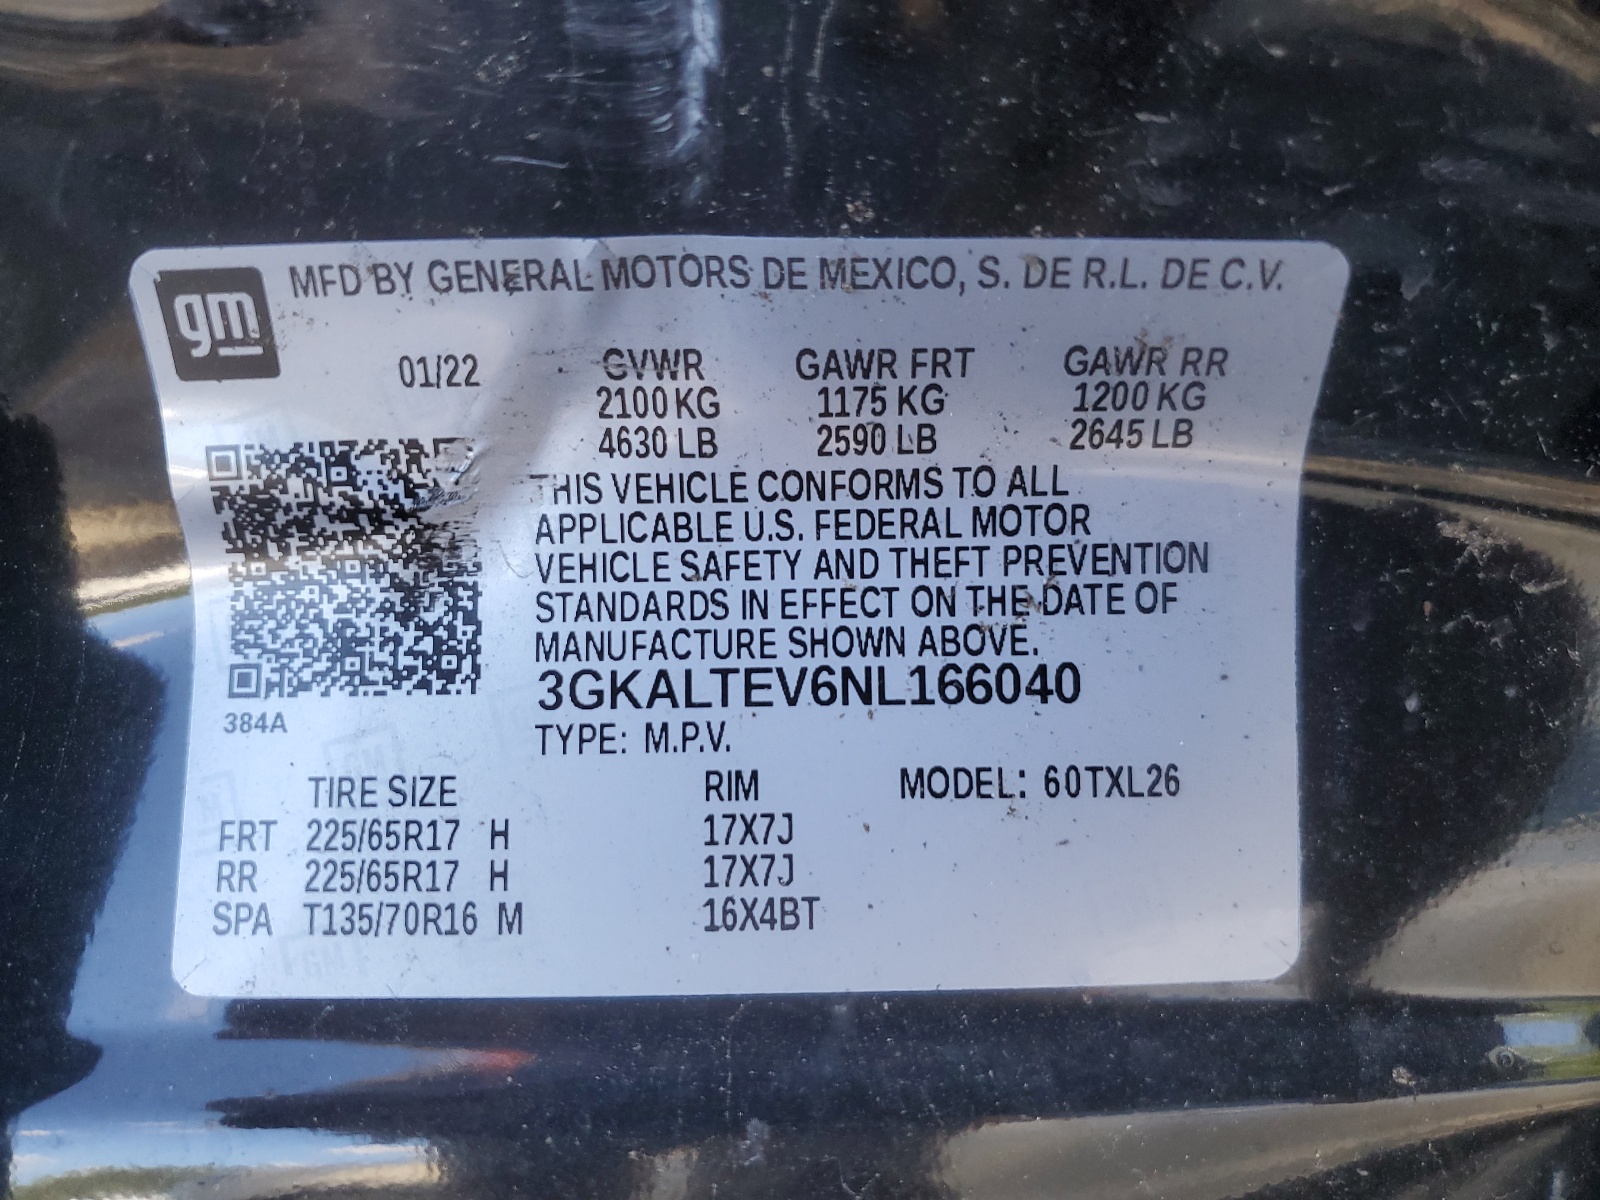 gm
MFD BY GENERAL MOTORS DE MEXICO, S. DE R.L. DE C.V.
01/22 GVWR GAWR FRT GAWR RR
2100 KG 1175 KG 1200 KG
4630 LB 2590 LB 2645 LB
THIS VEHICLE CONFORMS TO ALL
APPLICABLE U.S. FEDERAL MOTOR
VEHICLE SAFETY AND THEFT PREVENTION
STANDARDS IN EFFECT ON THE DATE OF
MANUFACTURE SHOWN ABOVE.
3GKALTEV6NL166040
384A
TYPE: M.P.V.
TIRE SIZE RIM MODEL: 60TXL26
FRT 225/65R17 H 17X7J
RR 225/65R17 H 17X7J
SPA T135/70R16 M 16X4BT